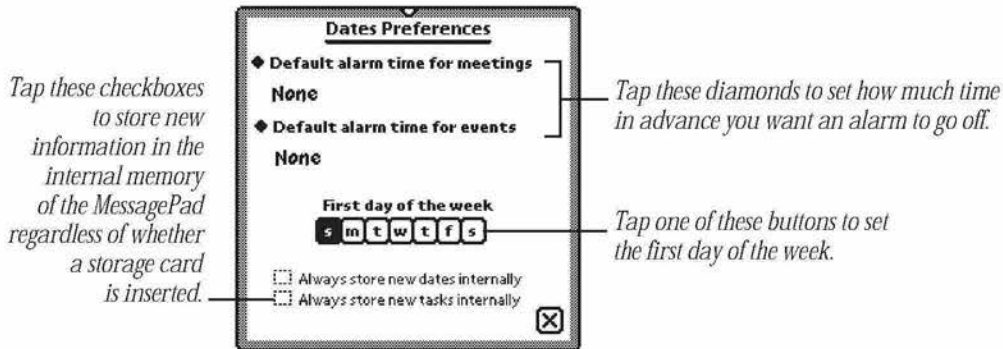 Dates Preferences
Default alarm time for meetings
None
Default alarm time for events
None
First day of the week
s m t w t f s
Always store new dates internally
Always store new tasks internally
Tap these checkboxes
to store new
information in the
internal memory
of the MessagePad
regardless of whether
a storage card
is inserted.
Tap these diamonds to set how much time
in advance you want an alarm to go off.
Tap one of these buttons to set
the first day of the week.